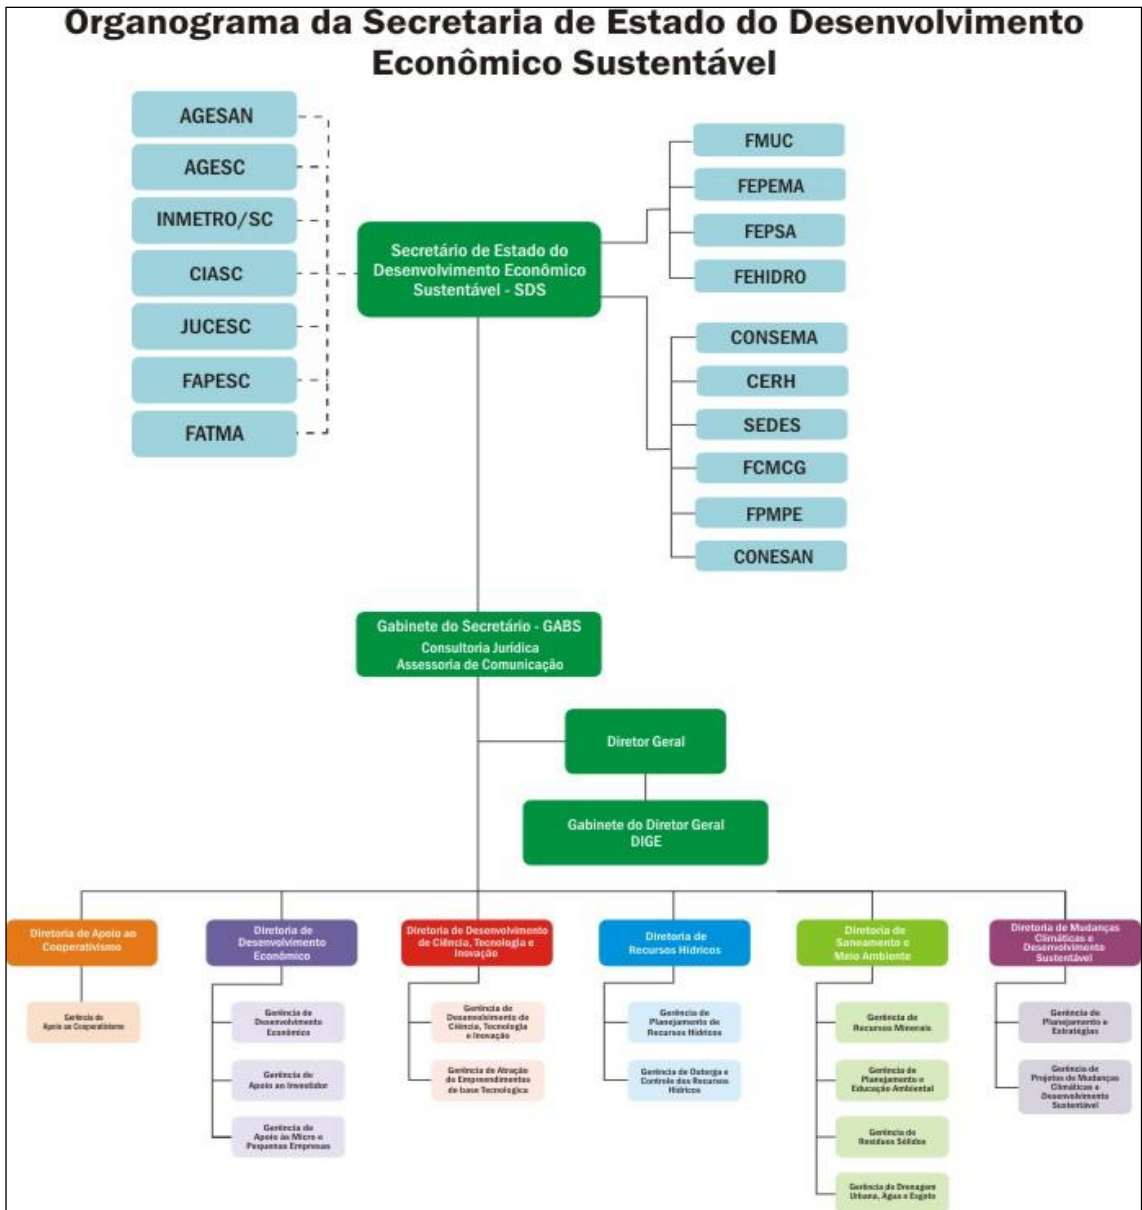 Organograma da Secretaria de Estado do Desenvolvimento
Econômico Sustentável
AGESAN
AGESC
INMETRO/SC
CIASC
JUCESC
FAPESC
FATMA
Secretário de Estado do
Desenvolvimento Econômico
Sustentável - SDS
FMUC
FEPEMA
FEPSA
FEHIDRO
CONSEMA
CERH
SEDES
FCMCG
FPMPE
CONESAN
Gabinete do Secretário - GABS
Consultoria Jurídica
Assessoria de Comunicação
Diretor Geral
Gabinete do Diretor Geral
DIGE
Diretoria de Apoio ao
Cooperativismo
Gerência de
Apoio ao Cooperativismo
Diretoria de
Desenvolvimento
Econômico
Gerência de
Desenvolvimento
Econômico
Gerência de
Apoio ao Investidor
Gerência de
Apoio às Micro e
Pequenas Empresas
Diretoria de Desenvolvimento
de Ciência, Tecnologia e
Inovação
Gerência de
Desenvolvimento de
Ciência, Tecnologia
e Inovação
Gerência de Atração
de Empreendimentos
de base Tecnologica
Diretoria de
Recursos Hídricos
Gerência de
Planejamento de
Recursos Hídricos
Gerência de Outorga e
Controle dos Recursos
Hídricos
Diretoria de
Saneamento e
Meio Ambiente
Gerência de
Recursos Minerais
Gerência de
Planejamento e
Educação Ambiental
Gerência de
Resíduos Sólidos
Gerência de Drenagem
Urbana, Água e Esgoto
Diretoria de Mudanças
Climáticas e
Desenvolvimento
Sustentável
Gerência de
Planejamento e
Estratégias
Gerência de
Projetos de Mudanças
Climáticas e
Desenvolvimento
Sustentável